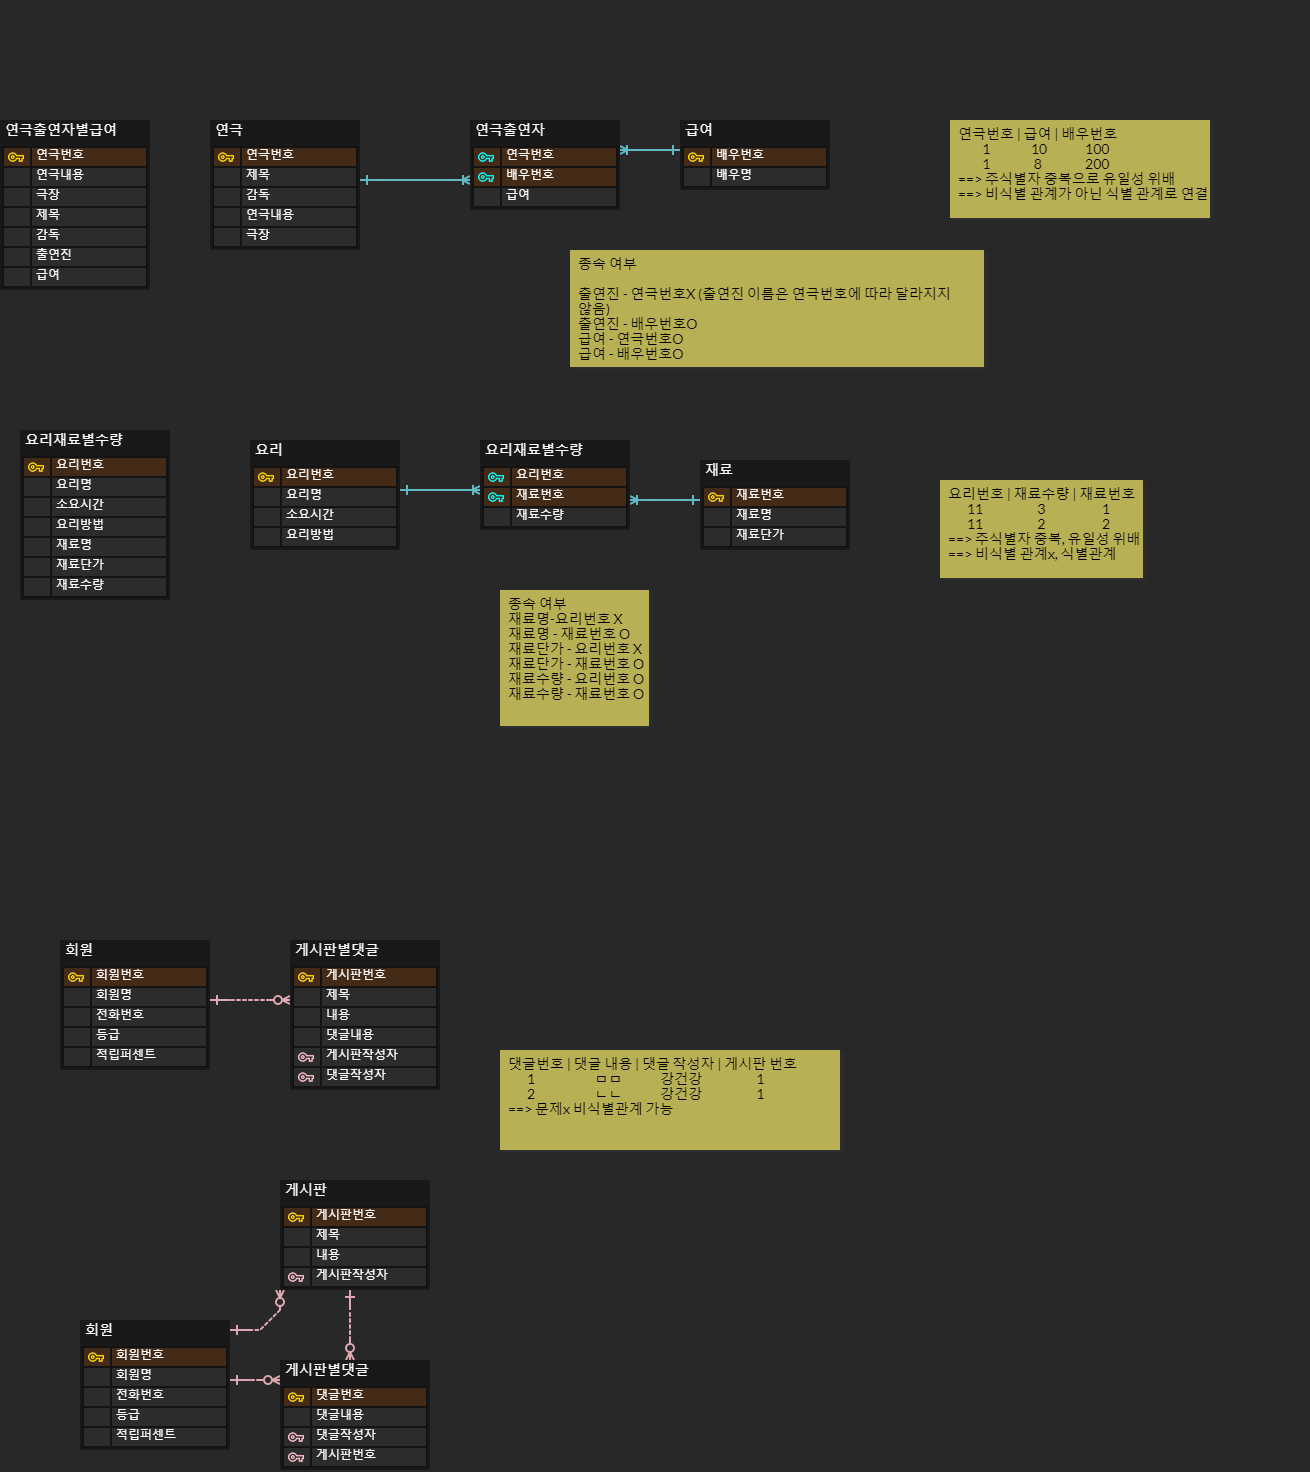 연극출연자별급여
연극번호
연극내용
극장
제목
감독
출연진
급여
연극
연극번호
제목
감독
연극내용
극장
연극출연자
연극번호
배우번호
급여
급여
배우번호
배우명
연극번호 | 급여 | 배우번호
1 10 100
1 8 200
==> 주식별자 중복으로 유일성 위배
==> 비식별 관계가 아닌 식별 관계로 연결
종속 여부
출연진 - 연극번호X (출연진 이름은 연극번호에 따라 달라지지
않음)
출연진 - 배우번호O
급여 - 연극번호O
급여 - 배우번호O
요리재료별수량
요리번호
요리명
소요시간
요리방법
재료명
재료단가
재료수량
요리
요리번호
요리명
소요시간
요리방법
요리재료별수량
요리번호
재료번호
재료수량
재료
재료번호
재료명
재료단가
요리번호 | 재료수량 | 재료번호
11 3 1
11 2 2
==> 주식별자 중복, 유일성 위배
==> 비식별 관계x, 식별관계
종속 여부
재료명-요리번호 X
재료명 - 재료번호 O
재료단가 - 요리번호 X
재료단가 - 재료번호 O
재료수량 - 요리번호 O
재료수량 - 재료번호 O
회원
회원번호
회원명
전화번호
등급
적립퍼센트
게시판별댓글
게시판번호
제목
내용
댓글내용
게시판작성자
댓글작성자
댓글번호 | 댓글 내용 | 댓글 작성자 | 게시판 번호
1 ㅁㅁ 강건강 1
2 ㄴㄴ 강건강 1
==> 문제x 비식별관계 가능
게시판
게시판번호
제목
내용
게시판작성자
회원
회원번호
회원명
전화번호
등급
적립퍼센트
게시판별댓글
댓글번호
댓글내용
댓글작성자
게시판번호